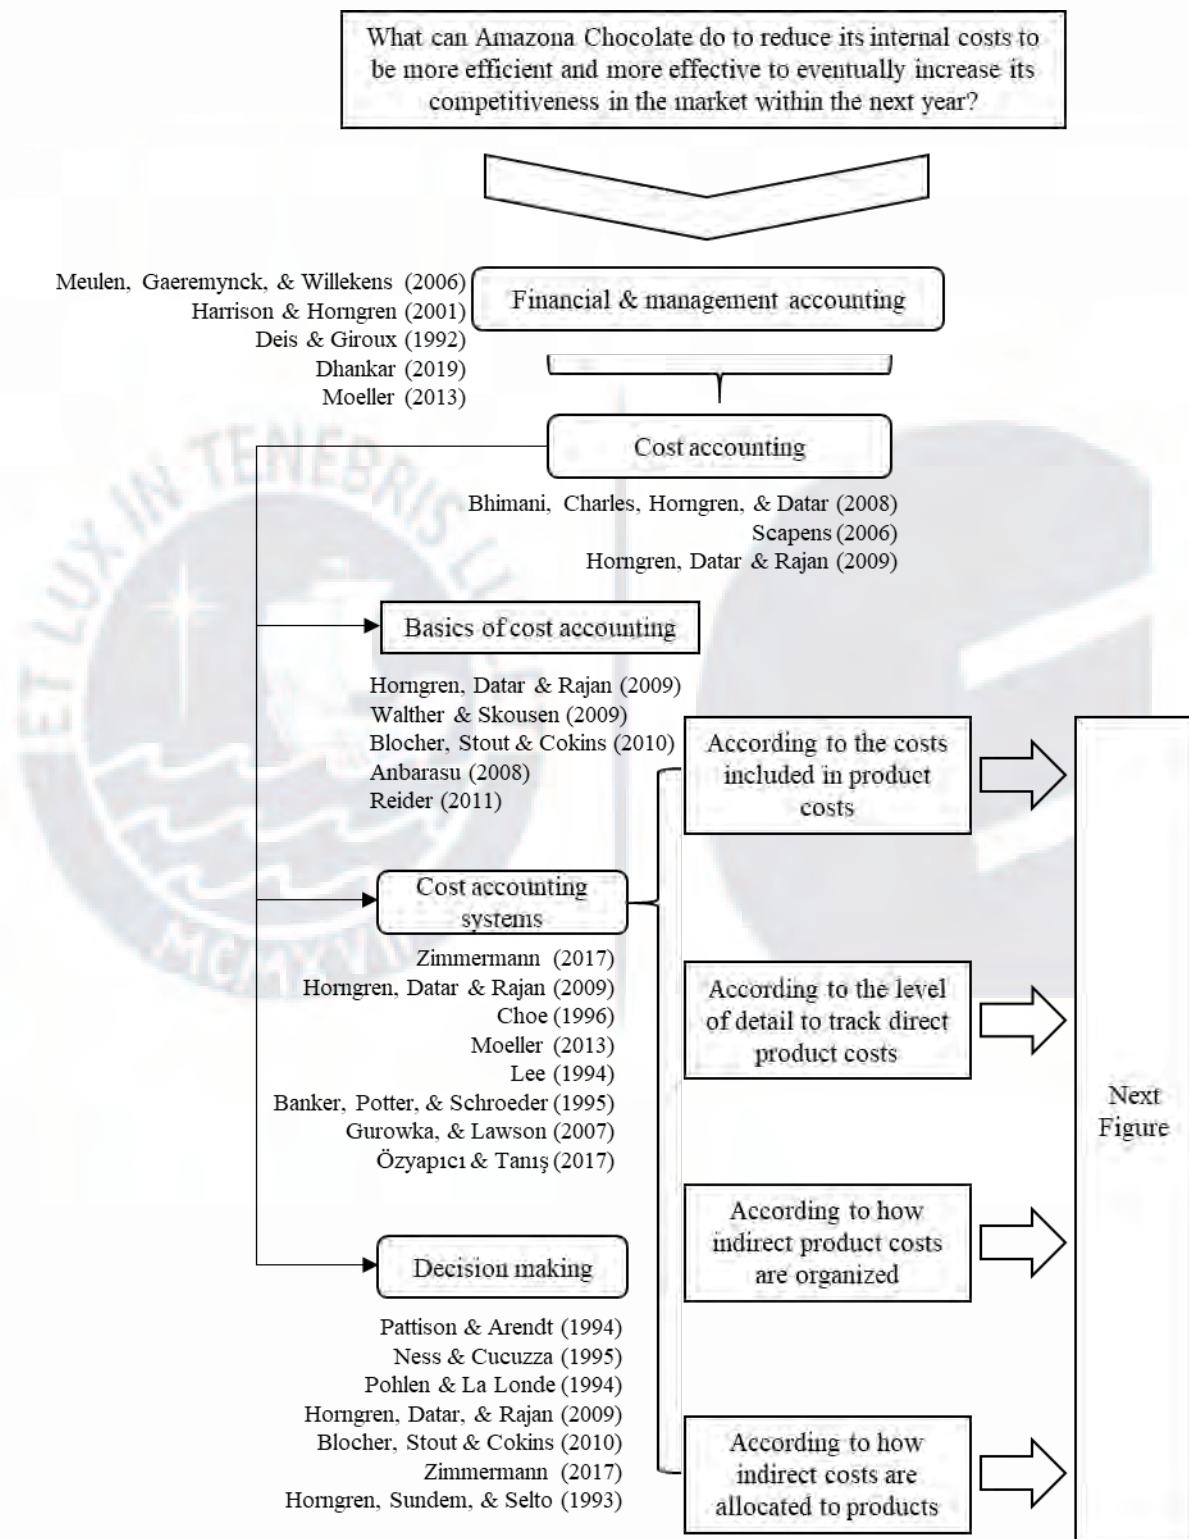 What can Amazona Chocolate do to reduce its internal costs to
be more efficient and more effective to eventually increase its
competitiveness in the market within the next year?
Meulen, Gaeremynck, & Willekens (2006)
Harrison & Horngren (2001)
Deis & Giroux (1992)
Dhankar (2019)
Moeller (2013)
Financial & management accounting
Cost accounting
Bhimani, Charles, Horngren, & Datar (2008)
Scapens (2006)
Horngren, Datar & Rajan (2009)
Basics of cost accounting
Horngren, Datar & Rajan (2009)
Walther & Skousen (2009)
Blocher, Stout & Cokins (2010)
Anbarasu (2008)
Reider (2011)
Cost accounting
systems
Zimmermann (2017)
Horngren, Datar & Rajan (2009)
Choe (1996)
Moeller (2013)
Lee (1994)
Banker, Potter, & Schroeder (1995)
Gurowka, & Lawson (2007)
Özyapıcı & Tanış (2017)
Decision making
Pattison & Arendt (1994)
Ness & Cucuzza (1995)
Pohlen & La Londe (1994)
Horngren, Datar, & Rajan (2009)
Blocher, Stout & Cokins (2010)
Zimmermann (2017)
Horngren, Sundem, & Selto (1993)
According to the costs
included in product
costs
According to the level
of detail to track direct
product costs
According to how
indirect product costs
are organized
According to how
indirect costs are
allocated to products
Next
Figure
ET LUX IN TENEBRIS
MCMXVII